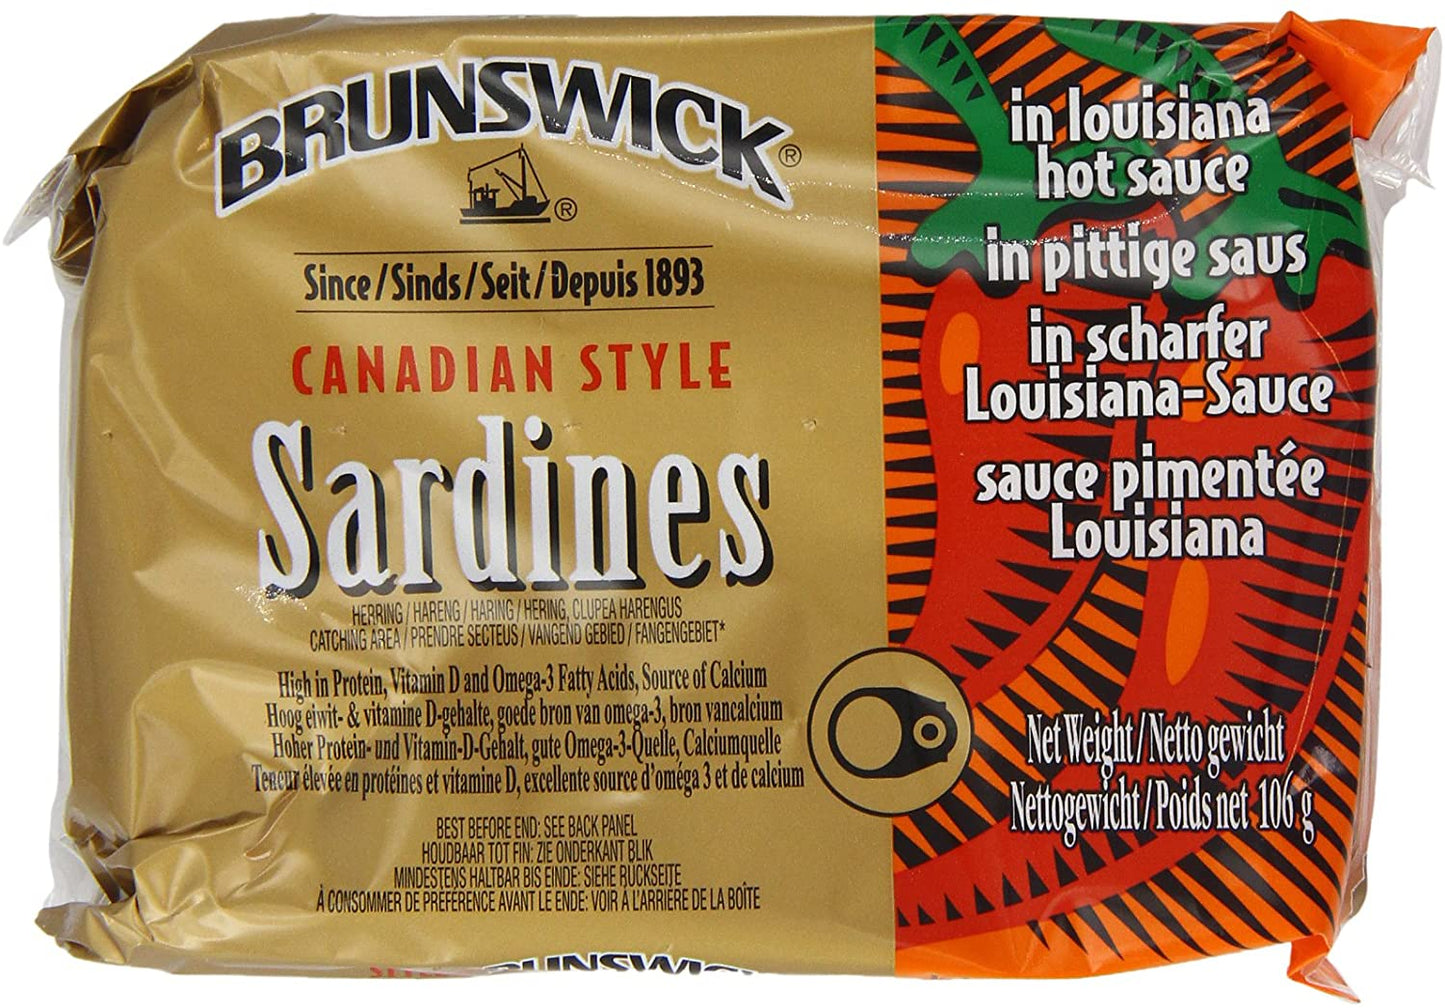 BRUNSWICK®
®
Since/Sinds/Seit/Depuis 1893
CANADIAN STYLE
Sardines
HERRING / HARENG / HARING / HERING, CLUPEA HARENGUS
CATCHING AREA / PRENDRE SECTEUS / VANGEND GEBIED / FANGENGEBIET*
High in Protein, Vitamin D and Omega-3 Fatty Acids, Source of Calcium
Hoog eiwit- & vitamine D-gehalte, goede bron van omega-3, bron vancalcium
Hoher Protein- und Vitamin-D-Gehalt, gute Omega-3-Quelle, Calciumquelle
Teneur élevée en protéines et vitamine D, excellente source d'oméga 3 et de calcium
BEST BEFORE END: SEE BACK PANEL
HOUDBAAR TOT FIN: ZIE ONDERKANT BLIK
MINDESTENS HALTBAR BIS EINDE: SIEHE RUCKSEITE
À CONSOMMER DE PREFERENCE AVANT LE ENDE: VOIR À L'ARRIÈRE DE LA BOÎTE
in louisiana
hot sauce
in pittige saus
in scharfer
Louisiana-Sauce
sauce pimentée
Louisiana
Net Weight/Netto gewicht
Nettogewicht/Poids net 106 g
BRUNSWICK